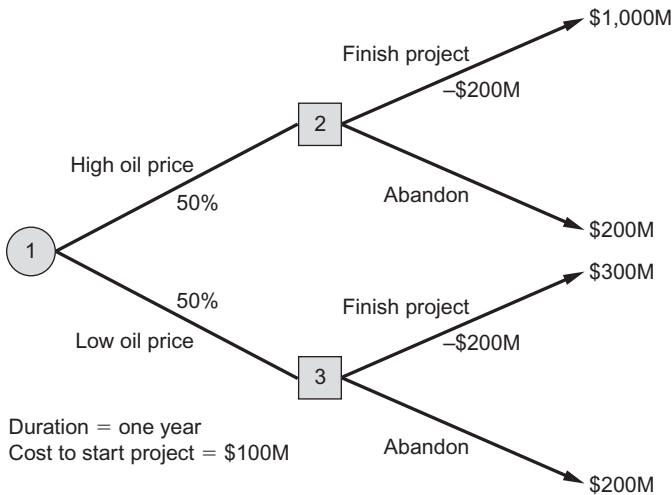 $1,000M
Finish project
–$200M
2
High oil price
50%
Abandon
$200M
1
$300M
50%
Finish project
Low oil price
–$200M
3
Duration = one year
Cost to start project = $100M
Abandon
$200M